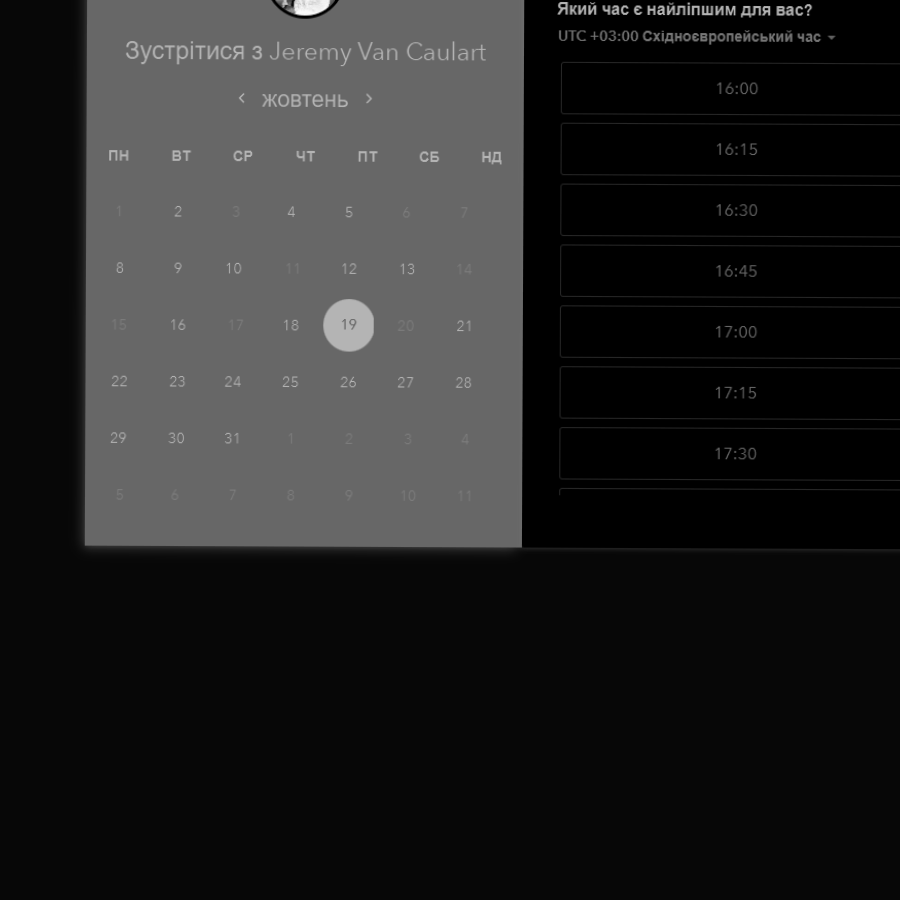 Зустрітися з Jeremy Van Caulart
‹ жовтень ›
ПН ВТ СР ЧТ ПТ СБ НД
1 2 3 4 5 6 7
8 9 10 11 12 13 14
15 16 17 18 19 20 21
22 23 24 25 26 27 28
29 30 31 1 2 3 4
5 6 7 8 9 10 11
Який час є найліпшим для вас?
UTC +03:00 Східноєвропейський час
16:00
16:15
16:30
16:45
17:00
17:15
17:30